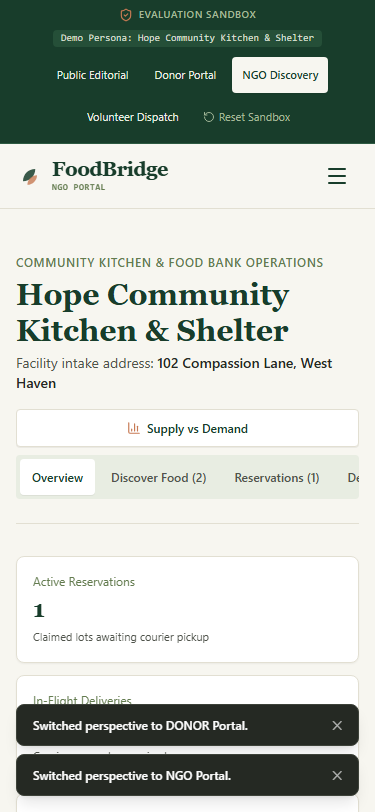 EVALUATION SANDBOX
Demo Persona: Hope Community Kitchen & Shelter
Public Editorial
Donor Portal
NGO Discovery
Volunteer Dispatch
Reset Sandbox
FoodBridge
NGO PORTAL
COMMUNITY KITCHEN & FOOD BANK OPERATIONS
Hope Community
Kitchen & Shelter
Facility intake address: 102 Compassion Lane, West
Haven
Supply vs Demand
Overview
Discover Food (2)
Reservations (1)
Active Reservations
1
Claimed lots awaiting courier pickup
In-Flight Deliveries
Switched perspective to DONOR Portal.
Switched perspective to NGO Portal.